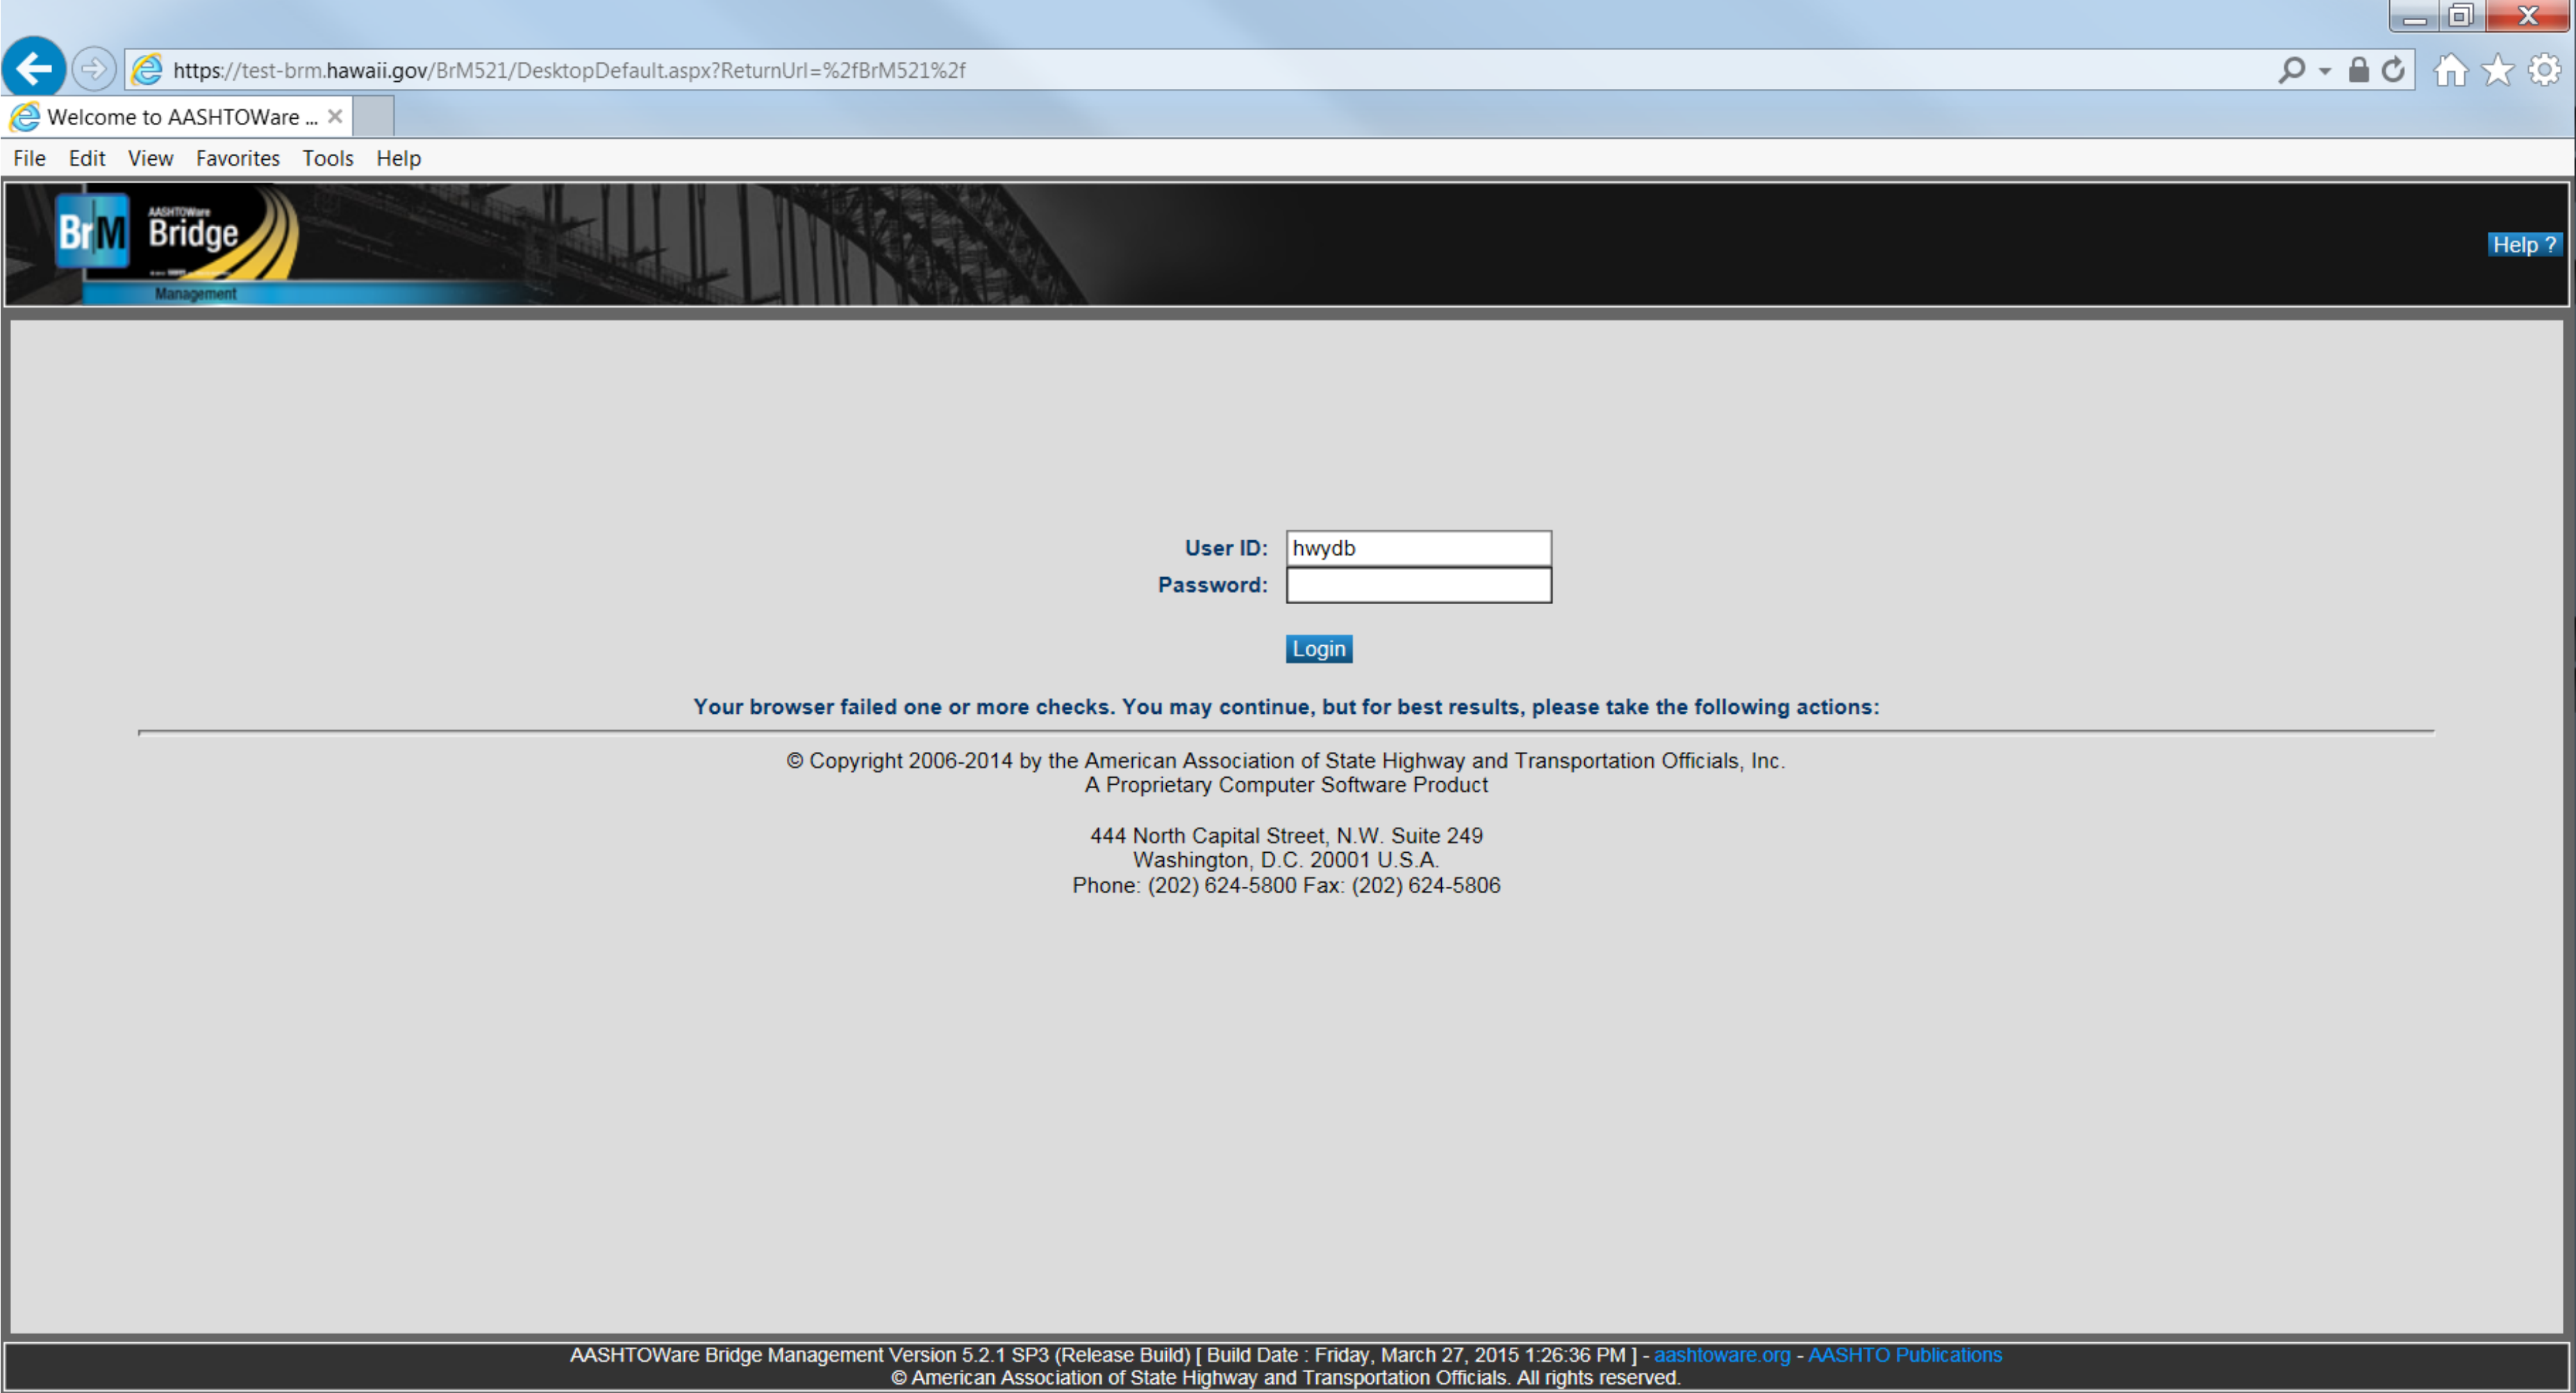 https://test-brm.hawaii.gov/BrM521/DesktopDefault.aspx?ReturnUrl=%2fBrM521%2f
Welcome to AASHTOWare ...
File Edit View Favorites Tools Help
BrM
AASHTOWare
Bridge
Management
Help ?
User ID: hwydb
Password:
Login
Your browser failed one or more checks. You may continue, but for best results, please take the following actions:
© Copyright 2006-2014 by the American Association of State Highway and Transportation Officials, Inc.
A Proprietary Computer Software Product
444 North Capital Street, N.W. Suite 249
Washington, D.C. 20001 U.S.A.
Phone: (202) 624-5800 Fax: (202) 624-5806
AASHTOWare Bridge Management Version 5.2.1 SP3 (Release Build) [ Build Date : Friday, March 27, 2015 1:26:36 PM ] - aashtoware.org - AASHTO Publications
© American Association of State Highway and Transportation Officials. All rights reserved.